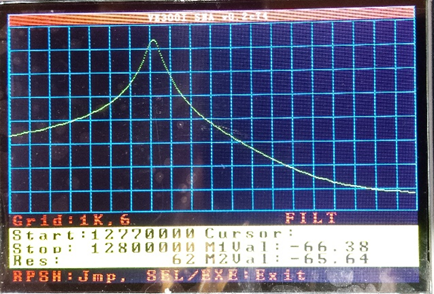 Grid:1K,6 FILT
Start:12770000 Cursor:
Stop: 12800000 M1Val:-66.38
Res: 62 M2Val:-65.64
RPSH:Jmp, SEL/EXE:Exit